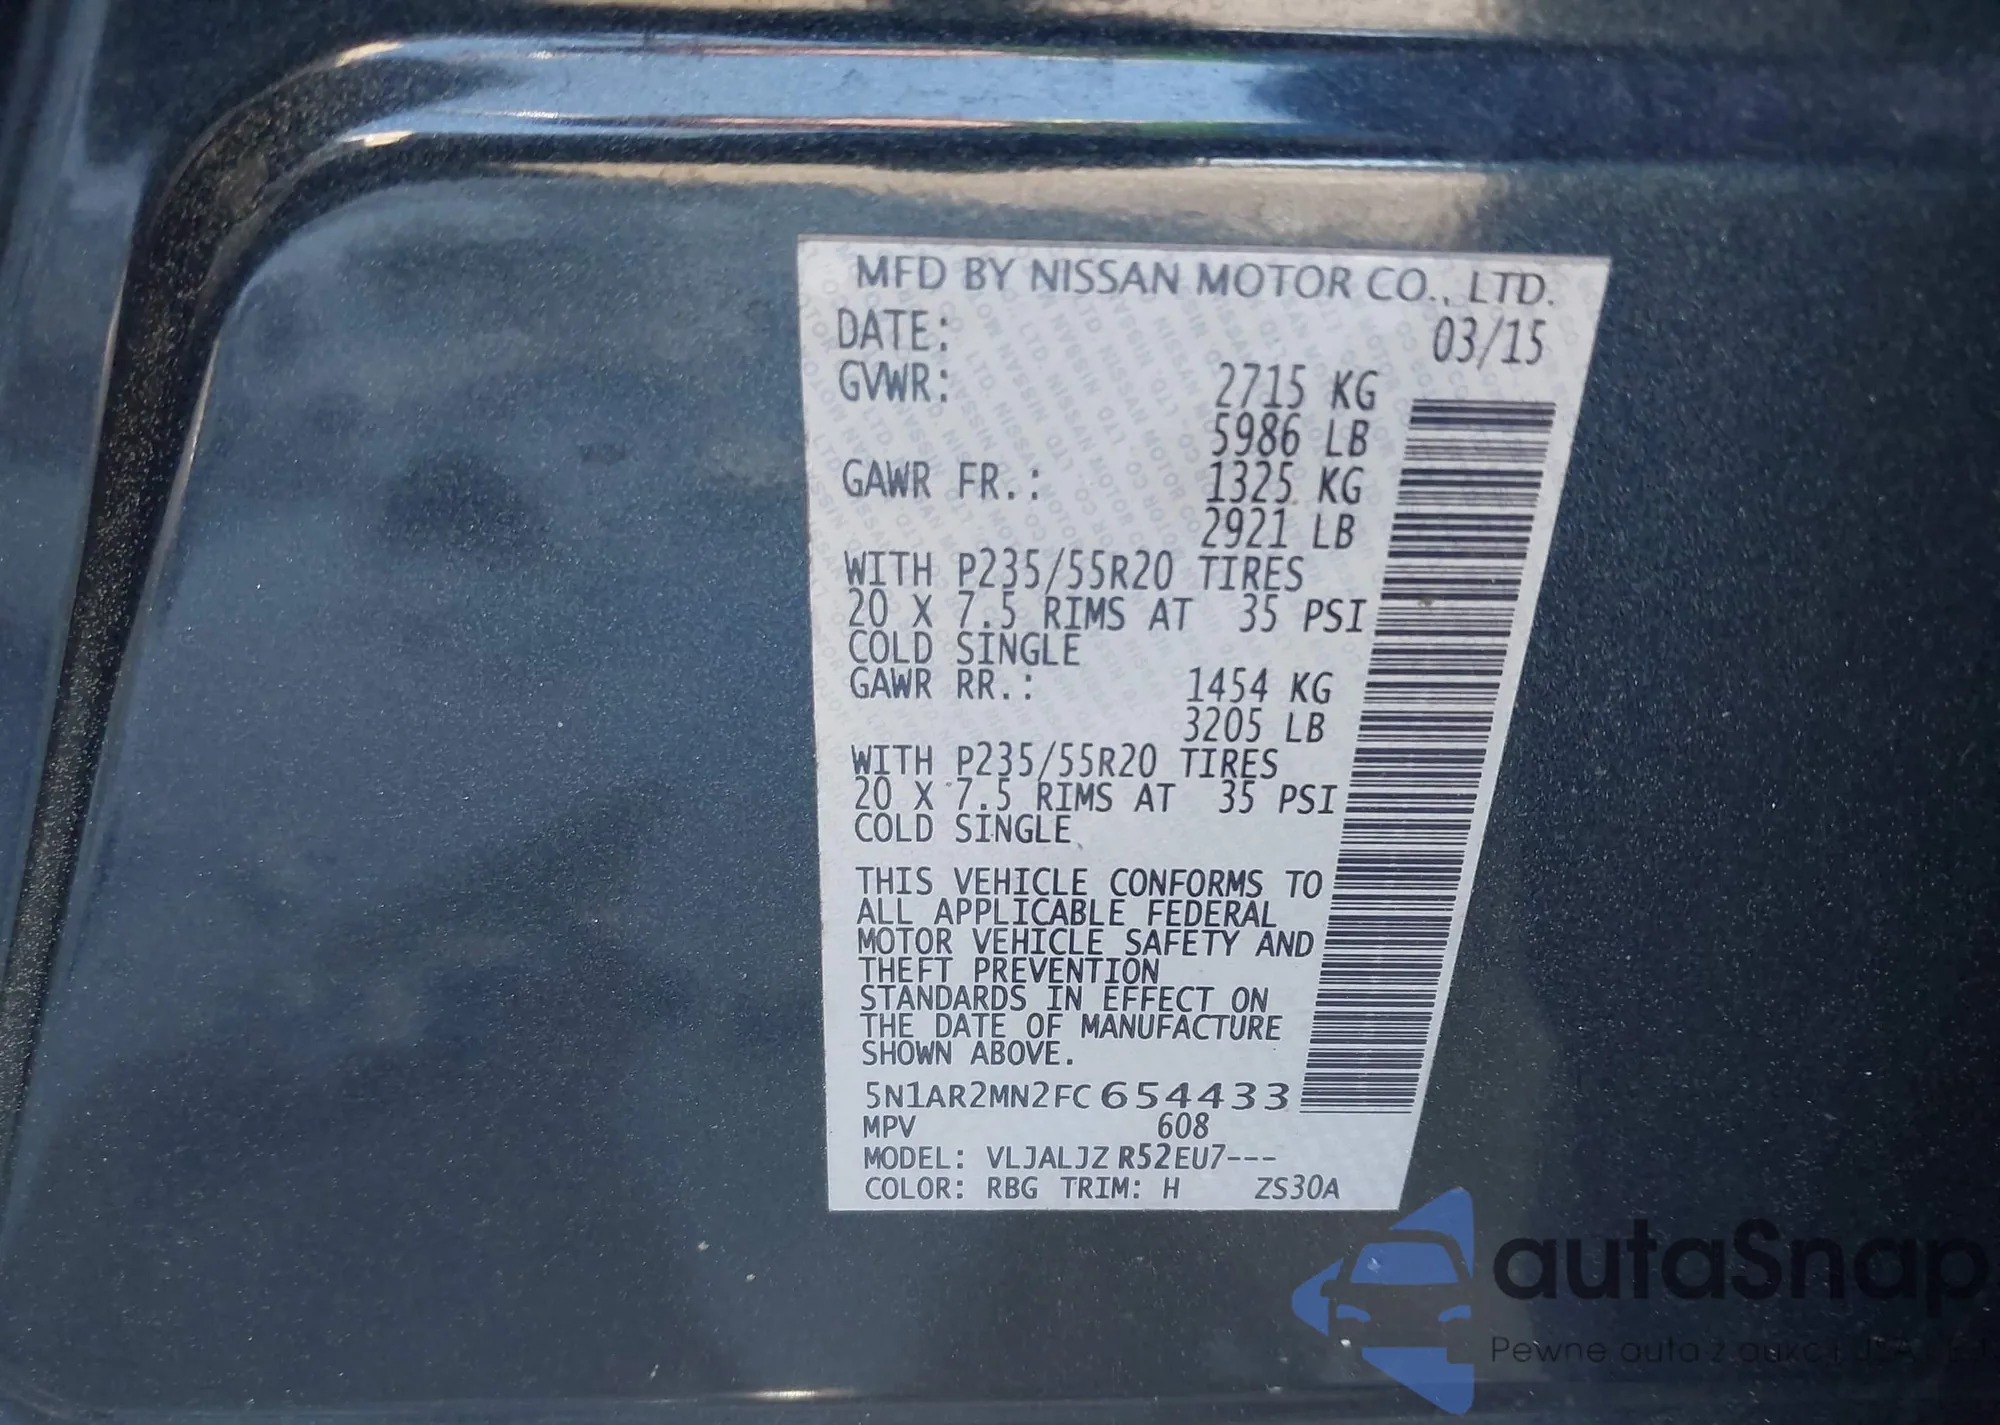 MFD BY NISSAN MOTOR CO., LTD.
DATE: 03/15
GVWR: 2715 KG
5986 LB
GAWR FR.: 1325 KG
2921 LB
WITH P235/55R20 TIRES
20 X 7.5 RIMS AT 35 PSI
COLD SINGLE
GAWR RR.: 1454 KG
3205 LB
WITH P235/55R20 TIRES
20 X 7.5 RIMS AT 35 PSI
COLD SINGLE
THIS VEHICLE CONFORMS TO
ALL APPLICABLE FEDERAL
MOTOR VEHICLE SAFETY AND
THEFT PREVENTION
STANDARDS IN EFFECT ON
THE DATE OF MANUFACTURE
SHOWN ABOVE.
5N1AR2MN2FC654433
MPV 608
MODEL: VLJALJZ R52EU7---
COLOR: RBG TRIM: H ZS30A
autaSnap
Pewne auta z aukcji USA